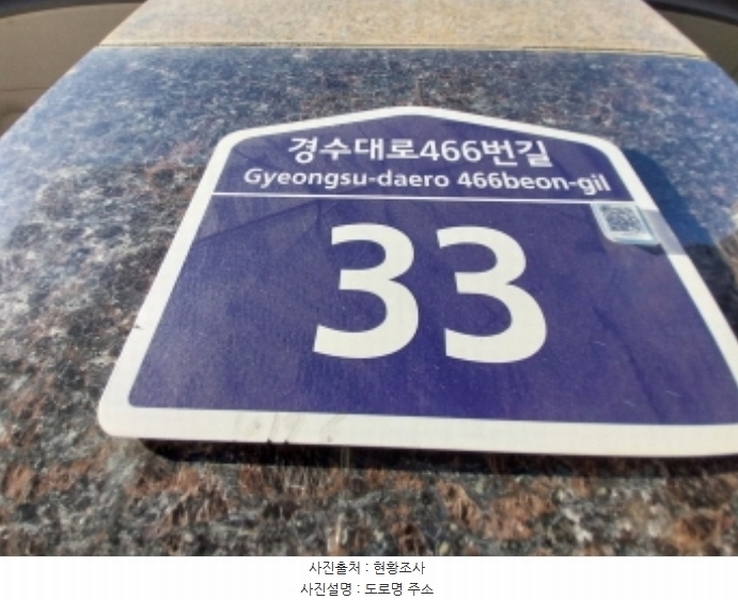 경수대로466번길
Gyeongsu-daero 466beon-gil
33
사진출처 : 현황조사
사진설명 : 도로명 주소